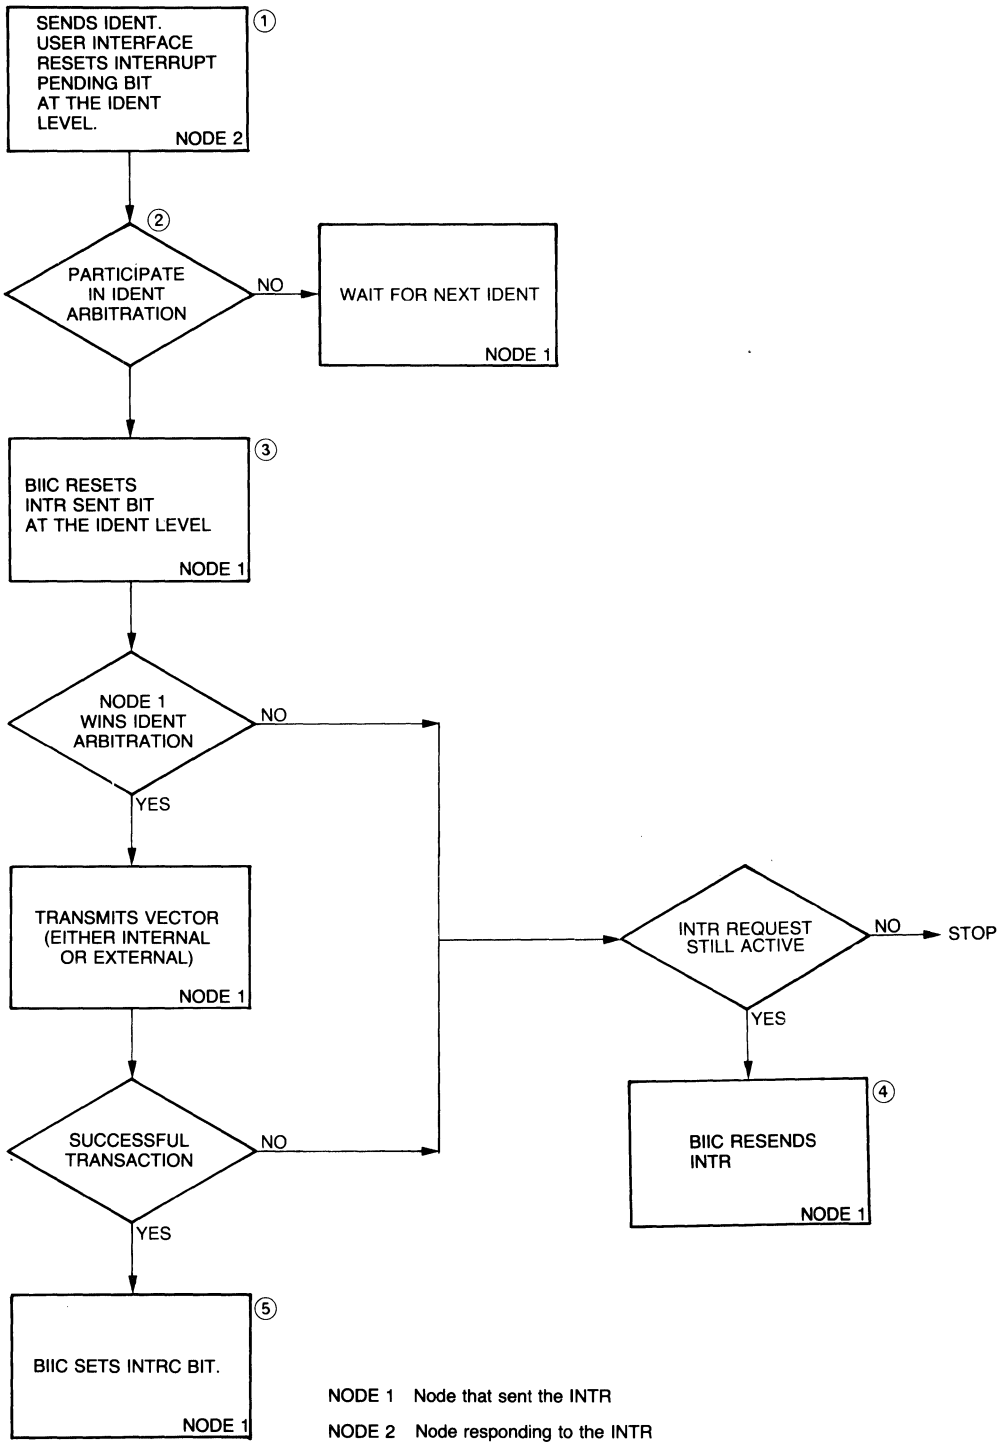 SENDS IDENT.
USER INTERFACE
RESETS INTERRUPT
PENDING BIT
AT THE IDENT
LEVEL.
NODE 2
1
2
PARTICIPATE
IN IDENT
ARBITRATION
NO
WAIT FOR NEXT IDENT
NODE 1
3
BIIC RESETS
INTR SENT BIT
AT THE IDENT LEVEL
NODE 1
NODE 1
WINS IDENT
ARBITRATION
NO
YES
TRANSMITS VECTOR
(EITHER INTERNAL
OR EXTERNAL)
NODE 1
INTR REQUEST
STILL ACTIVE
NO
STOP
YES
4
BIIC RESENDS
INTR
NODE 1
SUCCESSFUL
TRANSACTION
NO
YES
5
BIIC SETS INTRC BIT.
NODE 1
NODE 1 Node that sent the INTR
NODE 2 Node responding to the INTR